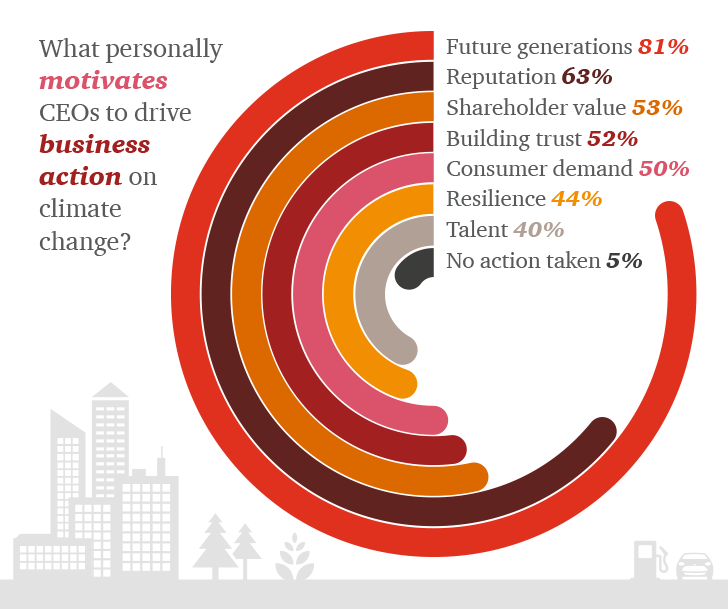 What personally
motivates
CEOs to drive
business
action on
climate
change?
Future generations 81%
Reputation 63%
Shareholder value 53%
Building trust 52%
Consumer demand 50%
Resilience 44%
Talent 40%
No action taken 5%